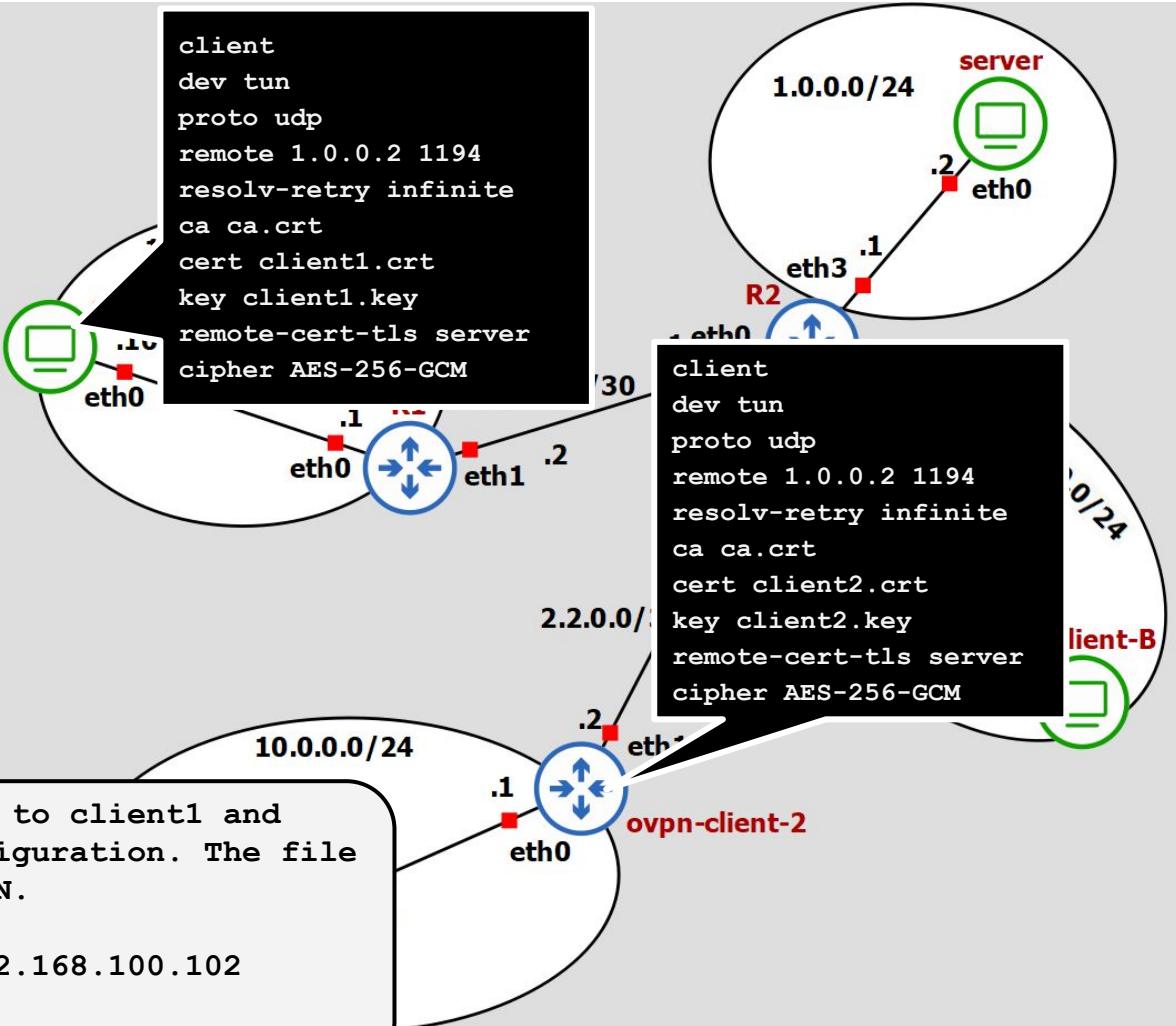 client
dev tun
proto udp
remote 1.0.0.2 1194
resolv-retry infinite
ca ca.crt
cert client1.crt
key client1.key
remote-cert-tls server
cipher AES-256-GCM
server
1.0.0.0/24
.2
eth0
.1
eth3
R2
eth0
/30
eth0
.1
eth0
eth1
.2
client
dev tun
proto udp
remote 1.0.0.2 1194
resolv-retry infinite
ca ca.crt
cert client2.crt
key client2.key
remote-cert-tls server
cipher AES-256-GCM
.0/24
lient-B
2.2.0.0/
.2
10.0.0.0/24
.1
eth0
ovpn-client-2
to client1 and
iguration. The file
N.
2.168.100.102